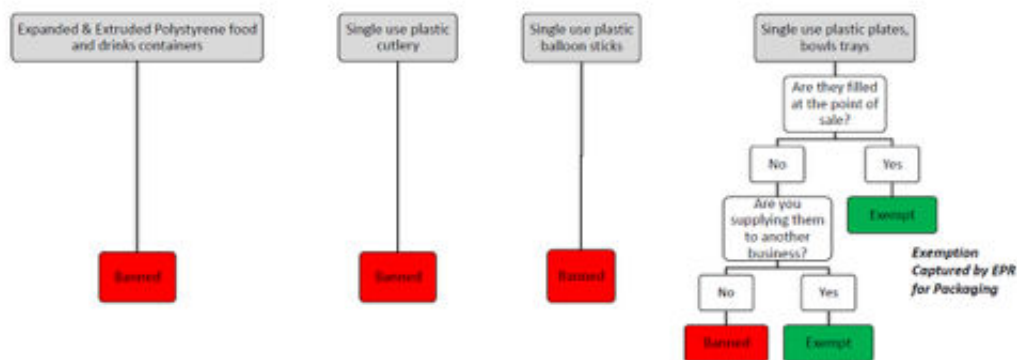 Expanded & Extruded Polystyrene food
and drinks containers
Single use plastic
cutlery
Single use plastic
balloon sticks
Single use plastic plates,
bowls trays
Are they filled
at the point of
sale?
No
Yes
Are you
supplying them
to another
business?
Exempt
Exemption
Captured by EPR
for Packaging
Banned
Banned
Banned
No
Yes
Banned
Exempt